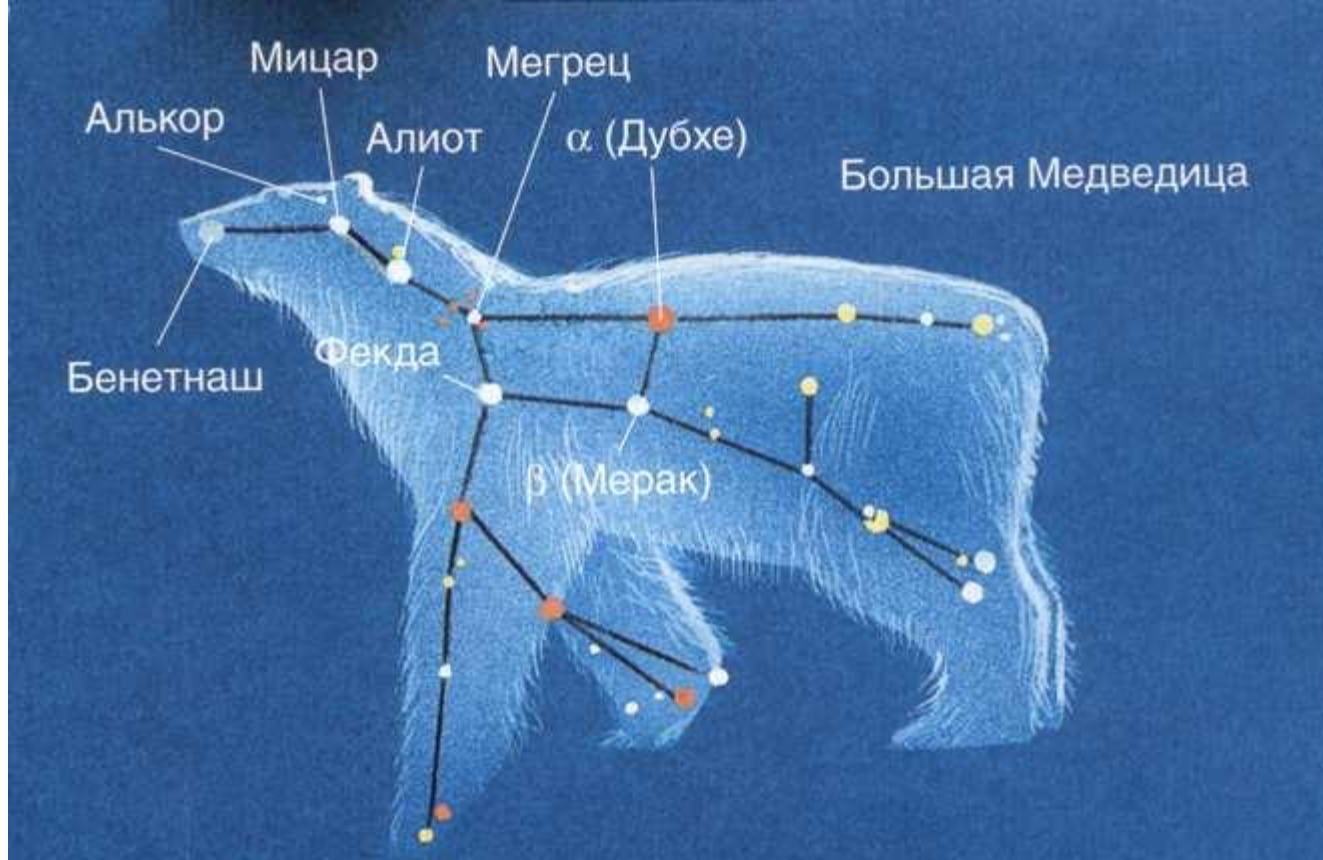 Мицар
Мегрец
Алькор
Алиот
α (Дубхе)
Большая Медведица
Фекда
Бенетнаш
β (Мерак)